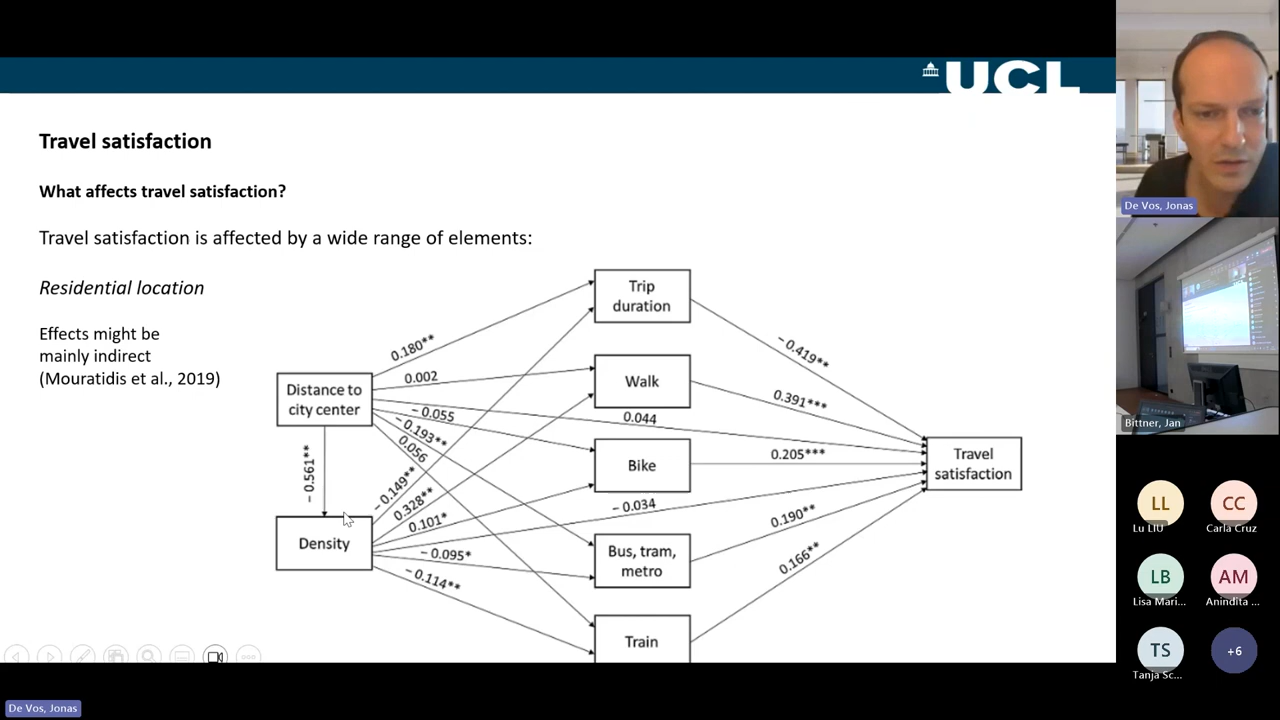 UCL
Travel satisfaction
What affects travel satisfaction?
Travel satisfaction is affected by a wide range of elements:
Residential location
Effects might be
mainly indirect
(Mouratidis et al., 2019)
Distance to
city center
Density
− 0.561**
0.180**
0.002
− 0.055
− 0.193**
0.056
0.044
− 0.149**
0.328**
0.101*
− 0.034
− 0.095*
− 0.114**
Trip
duration
Walk
Bike
Bus, tram,
metro
Train
− 0.419**
0.391***
0.205***
0.190**
0.166**
Travel
satisfaction
De Vos, Jonas
Bittner, Jan
LL
Lu LIU
CC
Carla Cruz
LB
Lisa Mari...
AM
Anindita ...
TS
Tanja Sc...
+6
De Vos, Jonas